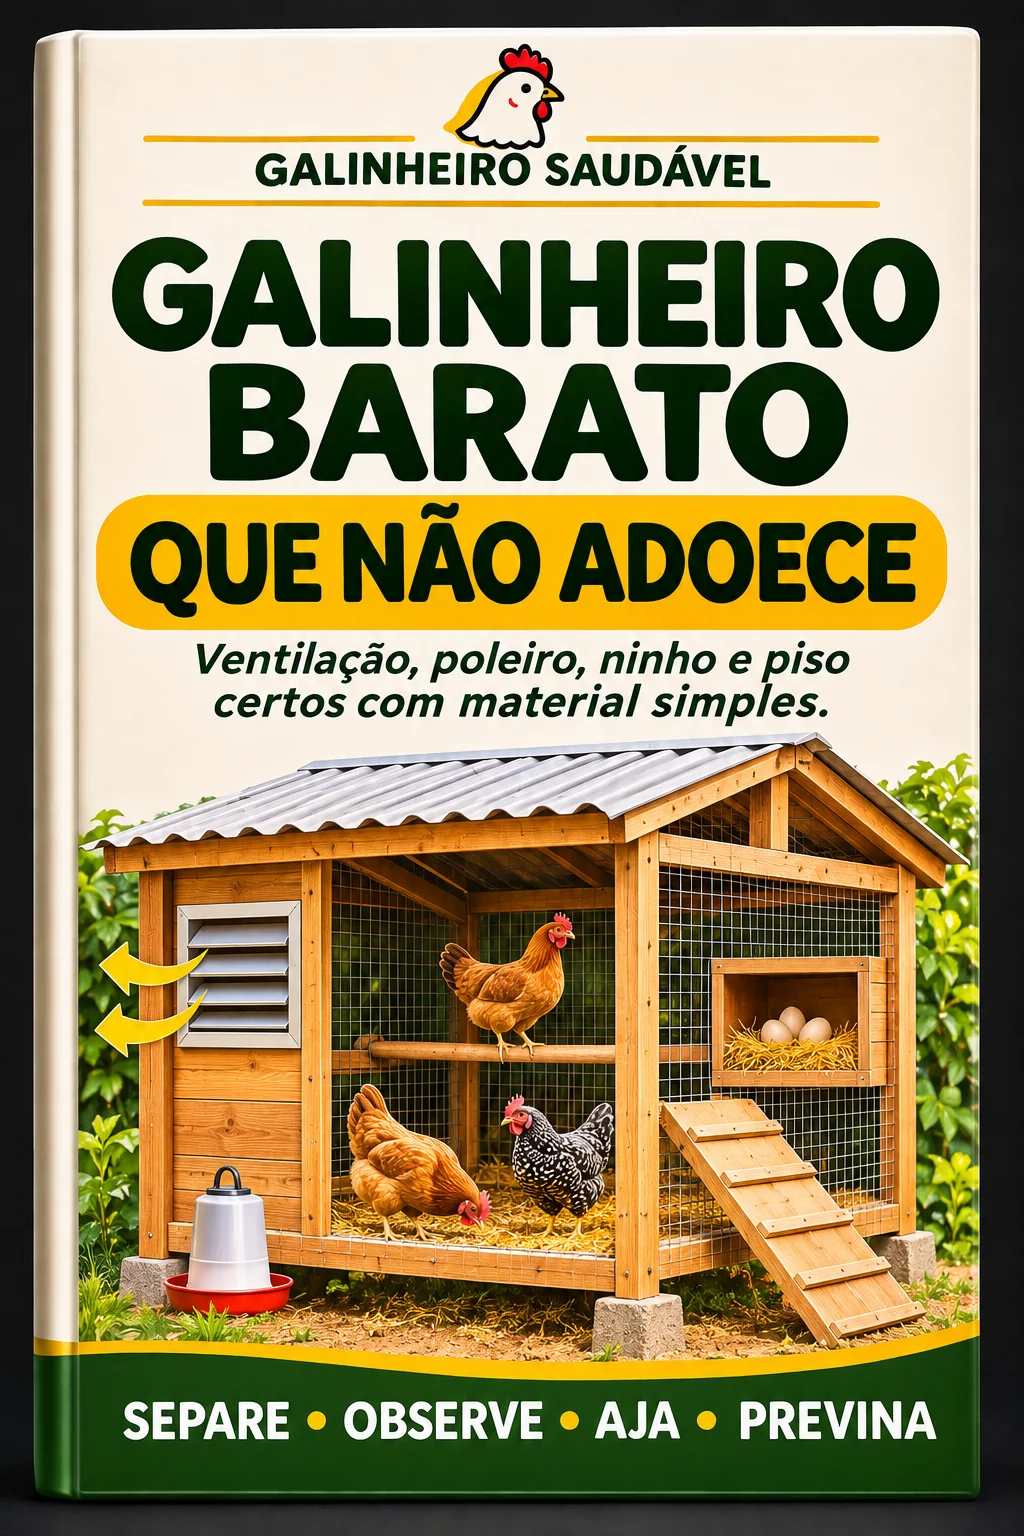 GALINHEIRO SAUDÁVEL
GALINHEIRO
BARATO
QUE NÃO ADOECE
Ventilação, poleiro, ninho e piso
certos com material simples.
SEPARE • OBSERVE • AJA • PREVINA